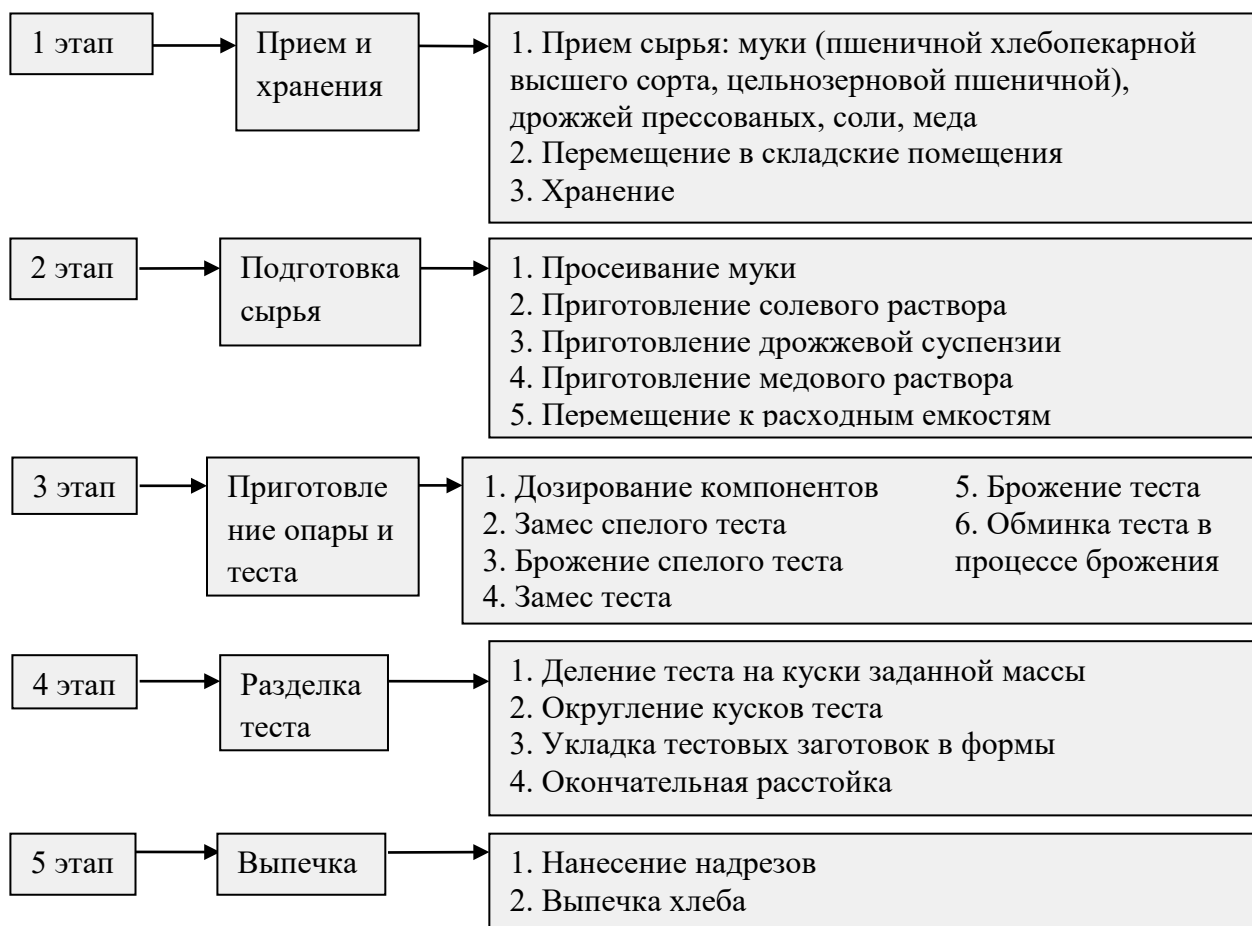 1 этап
Прием и
хранения
1. Прием сырья: муки (пшеничной хлебопекарной
высшего сорта, цельнозерновой пшеничной),
дрожжей прессованых, соли, меда
2. Перемещение в складские помещения
3. Хранение
2 этап
Подготовка
сырья
1. Просеивание муки
2. Приготовление солевого раствора
3. Приготовление дрожжевой суспензии
4. Приготовление медового раствора
5. Перемещение к расходным емкостям
3 этап
Приготовле
ние опары и
теста
1. Дозирование компонентов
2. Замес спелого теста
3. Брожение спелого теста
4. Замес теста
5. Брожение теста
6. Обминка теста в
процессе брожения
4 этап
Разделка
теста
1. Деление теста на куски заданной массы
2. Округление кусков теста
3. Укладка тестовых заготовок в формы
4. Окончательная расстойка
5 этап
Выпечка
1. Нанесение надрезов
2. Выпечка хлеба